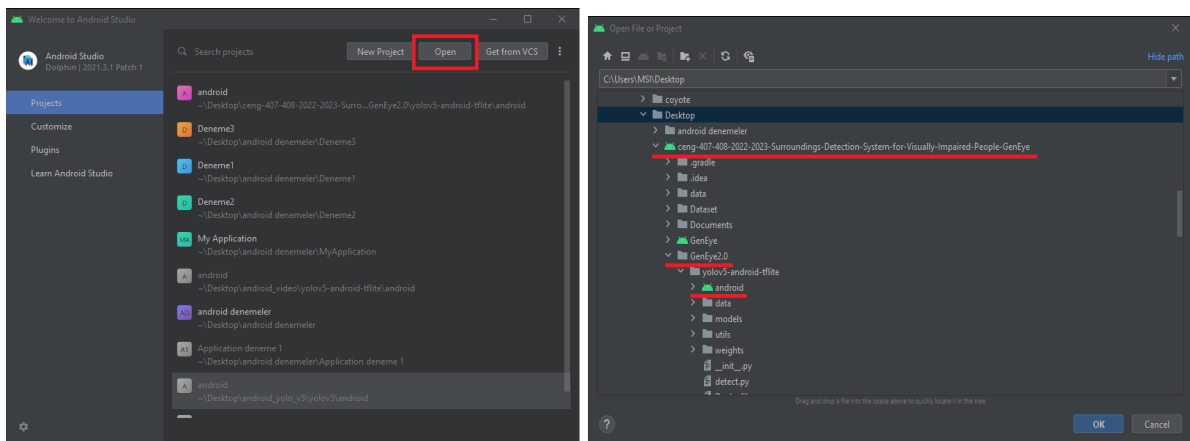 Welcome to Android Studio
Android Studio
Dolphin | 2021.3.1 Patch 1
Projects
Customize
Plugins
Learn Android Studio
Search projects
New Project
Open
Get from VCS
A
android
~\Desktop\ceng-407-408-2022-2023-Surro...GenEye2.0\yolov5-android-tflite\android
D
Deneme3
~\Desktop\android denemeler\Deneme3
D
Deneme1
~\Desktop\android denemeler\Deneme1
D
Deneme2
~\Desktop\android denemeler\Deneme2
MA
My Application
~\Desktop\android denemeler\MyApplication
A
android
~\Desktop\android_video\yolov5-android-tflite\android
AD
android denemeler
~\Desktop\android denemeler
A1
Application deneme 1
~\Desktop\android denemeler\Application deneme 1
A
android
~\Desktop\android_yolo_v5\yolov5\android
Open File or Project
Hide path
C:\Users\MSI\Desktop
coyote
Desktop
android denemeler
ceng-407-408-2022-2023-Surroundings-Detection-System-for-Visually-Impaired-People-GenEye
.gradle
.idea
data
Dataset
Documents
GenEye
GenEye2.0
yolov5-android-tflite
android
data
models
utils
weights
__init__.py
detect.py
Drag and drop a file into the space above to quickly locate it in the tree
?
OK
Cancel